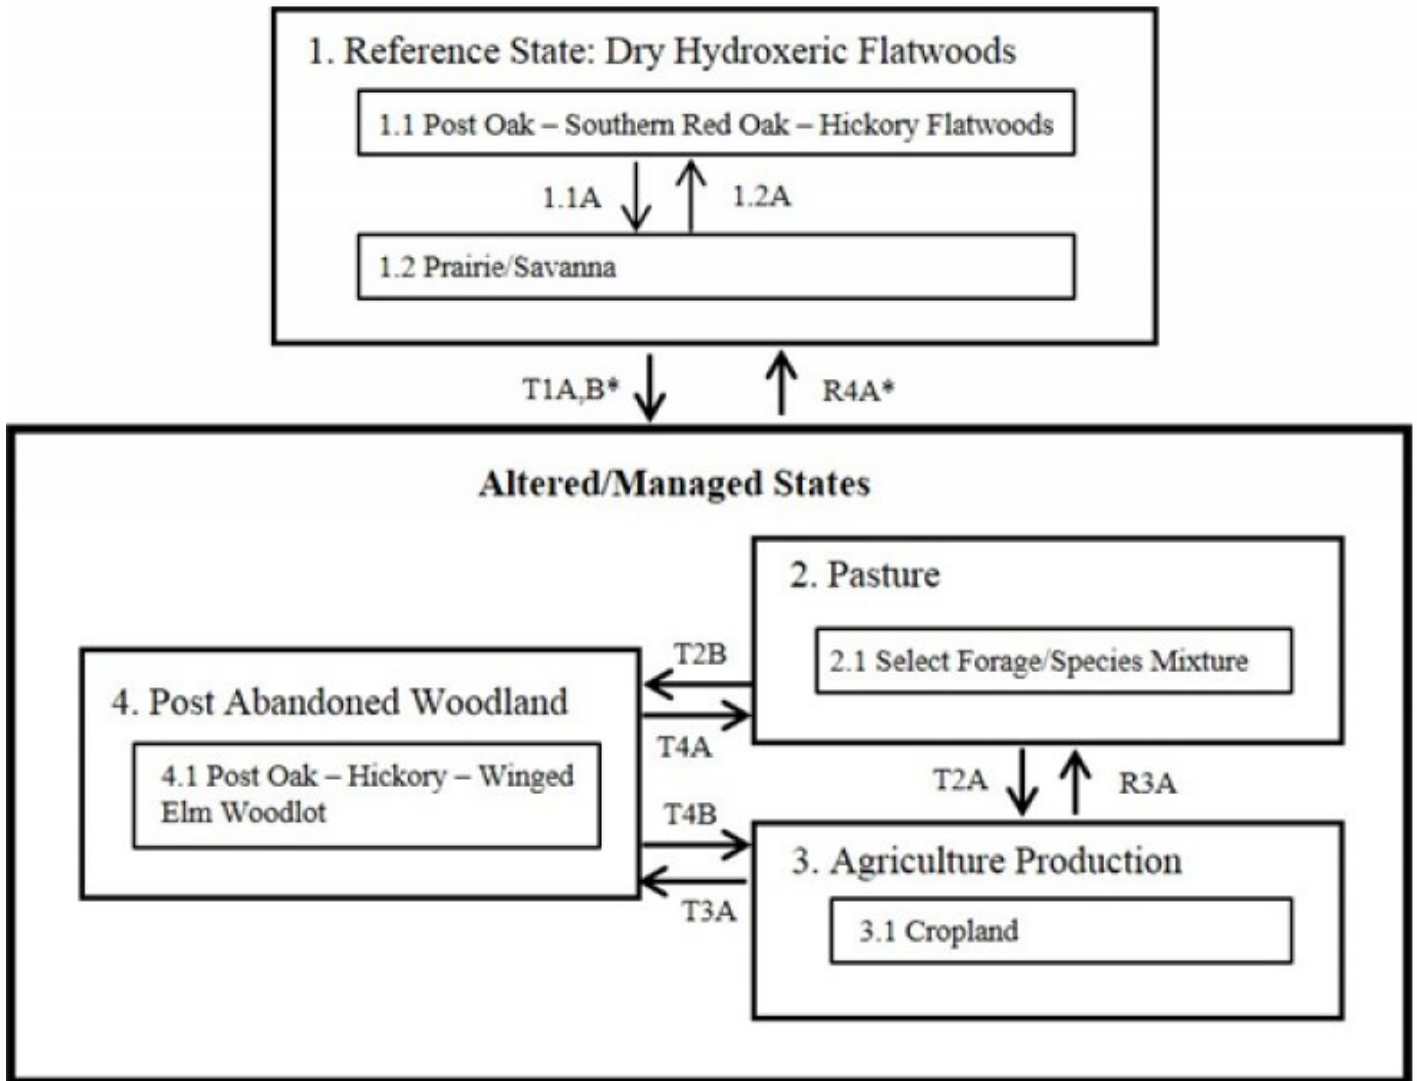 1. Reference State: Dry Hydroxeric Flatwoods
1.1 Post Oak – Southern Red Oak – Hickory Flatwoods
1.1A
1.2A
1.2 Prairie/Savanna
T1A,B*
R4A*
Altered/Managed States
2. Pasture
2.1 Select Forage/Species Mixture
T2B
4. Post Abandoned Woodland
T4A
4.1 Post Oak – Hickory – Winged
Elm Woodlot
T2A
R3A
T4B
3. Agriculture Production
T3A
3.1 Cropland